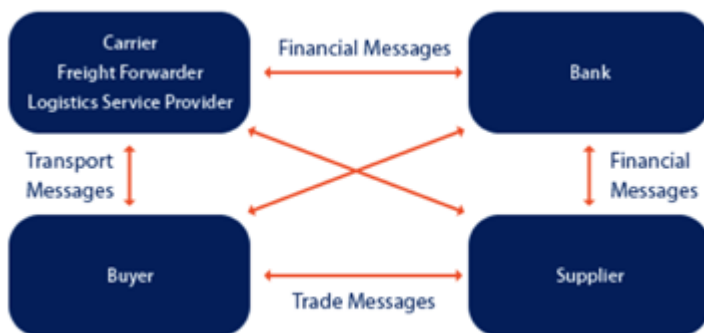 Carrier
Freight Forwarder
Logistics Service Provider
Financial Messages
Bank
Transport
Messages
Financial
Messages
Buyer
Trade Messages
Supplier